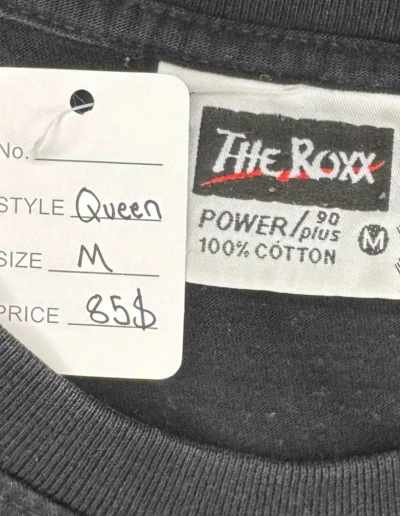 No.
STYLE Queen
SIZE M
PRICE 85$
THE ROXX
POWER/90 plus M
100% COTTON